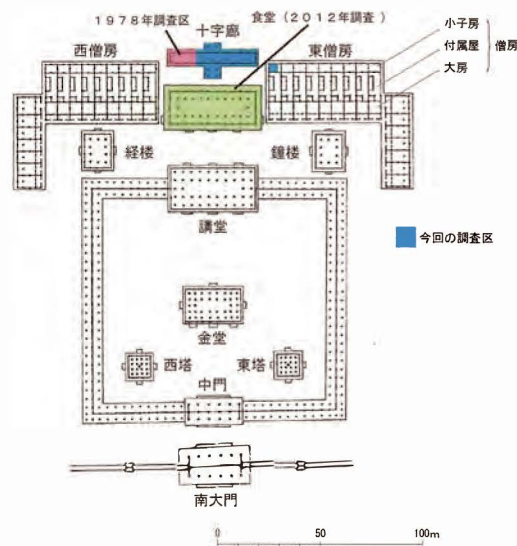 1978年調査区
十字廊
食堂（2012年調査）
西僧房
東僧房
小子房
付属屋
僧房
大房
経楼
鐘楼
講堂
今回の調査区
金堂
西塔
東塔
中門
南大門
0
50
100m